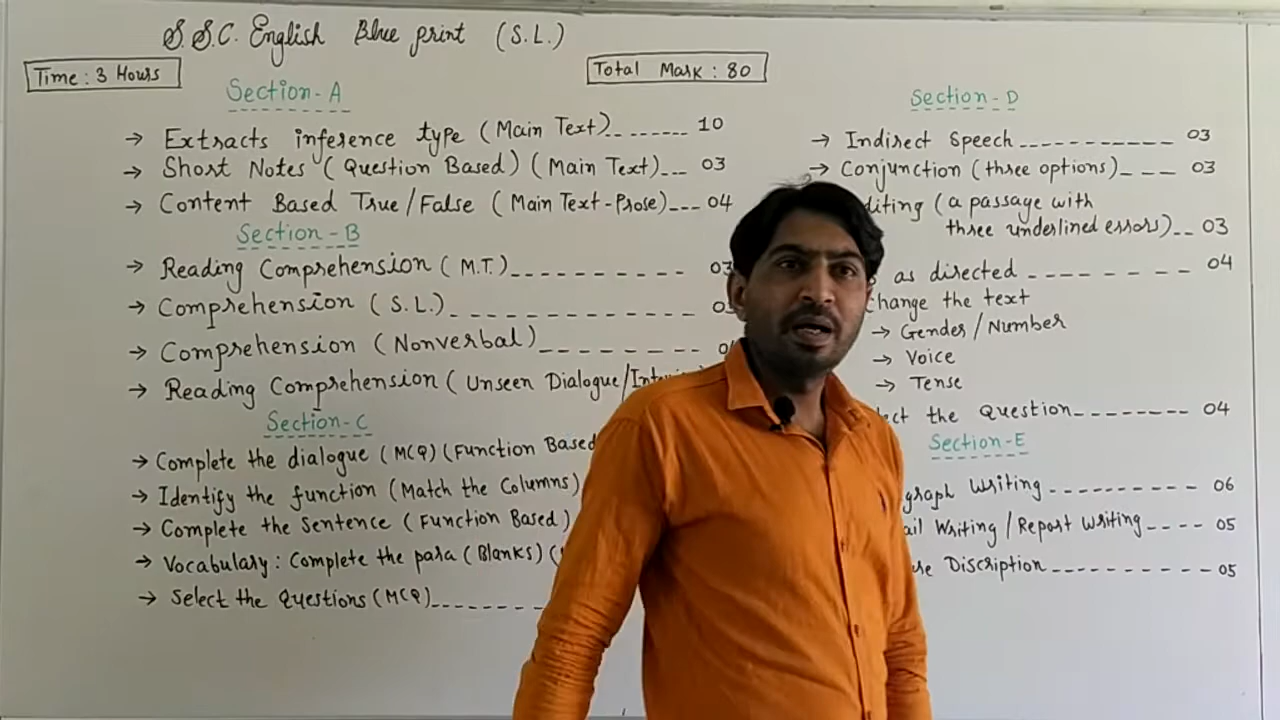 S.S.C. English Blue print (S.L.)
Time : 3 Hours
Total Mark : 80
Section-A
→ Extracts inference type (Main Text)_ _ _ _ _ _ _ 10
→ Short Notes (Question Based) (Main Text)_ _ _ 03
→ Content Based True/False (Main Text-Prose)_ _ _ 04
Section-B
→ Reading Comprehension (M.T.)_ _ _ _ _ _ _ _ _ _
→ Comprehension (S.L.)_ _ _ _ _ _ _ _ _ _ _ _ _
→ Comprehension (Nonverbal)_ _ _ _ _ _ _ _
→ Reading Comprehension (Unseen Dialogue/
Section-C
→ Complete the dialogue (MCQ) (Function Based
→ Identify the function (Match the Columns)
→ Complete the Sentence (Function Based)
→ Vocabulary : Complete the para (Blanks) (
→ Select the Questions (MCQ)_ _ _ _ _ _ _
Section-D
→ Indirect Speech_ _ _ _ _ _ _ _ _ _ _ 03
→ Conjunction (three options)_ _ _ _ 03
(a passage with
three underlined errors)_ _ 03
as directed _ _ _ _ _ _ _ _ 04
change the text
→ Gender/Number
→ Voice
→ Tense
the Question_ _ _ _ _ _ _ _ 04
Section-E
Writing_ _ _ _ _ _ _ _ _ _ 06
Writing/Report Writing_ _ _ _ 05
Discription_ _ _ _ _ _ _ _ _ _ _ 05